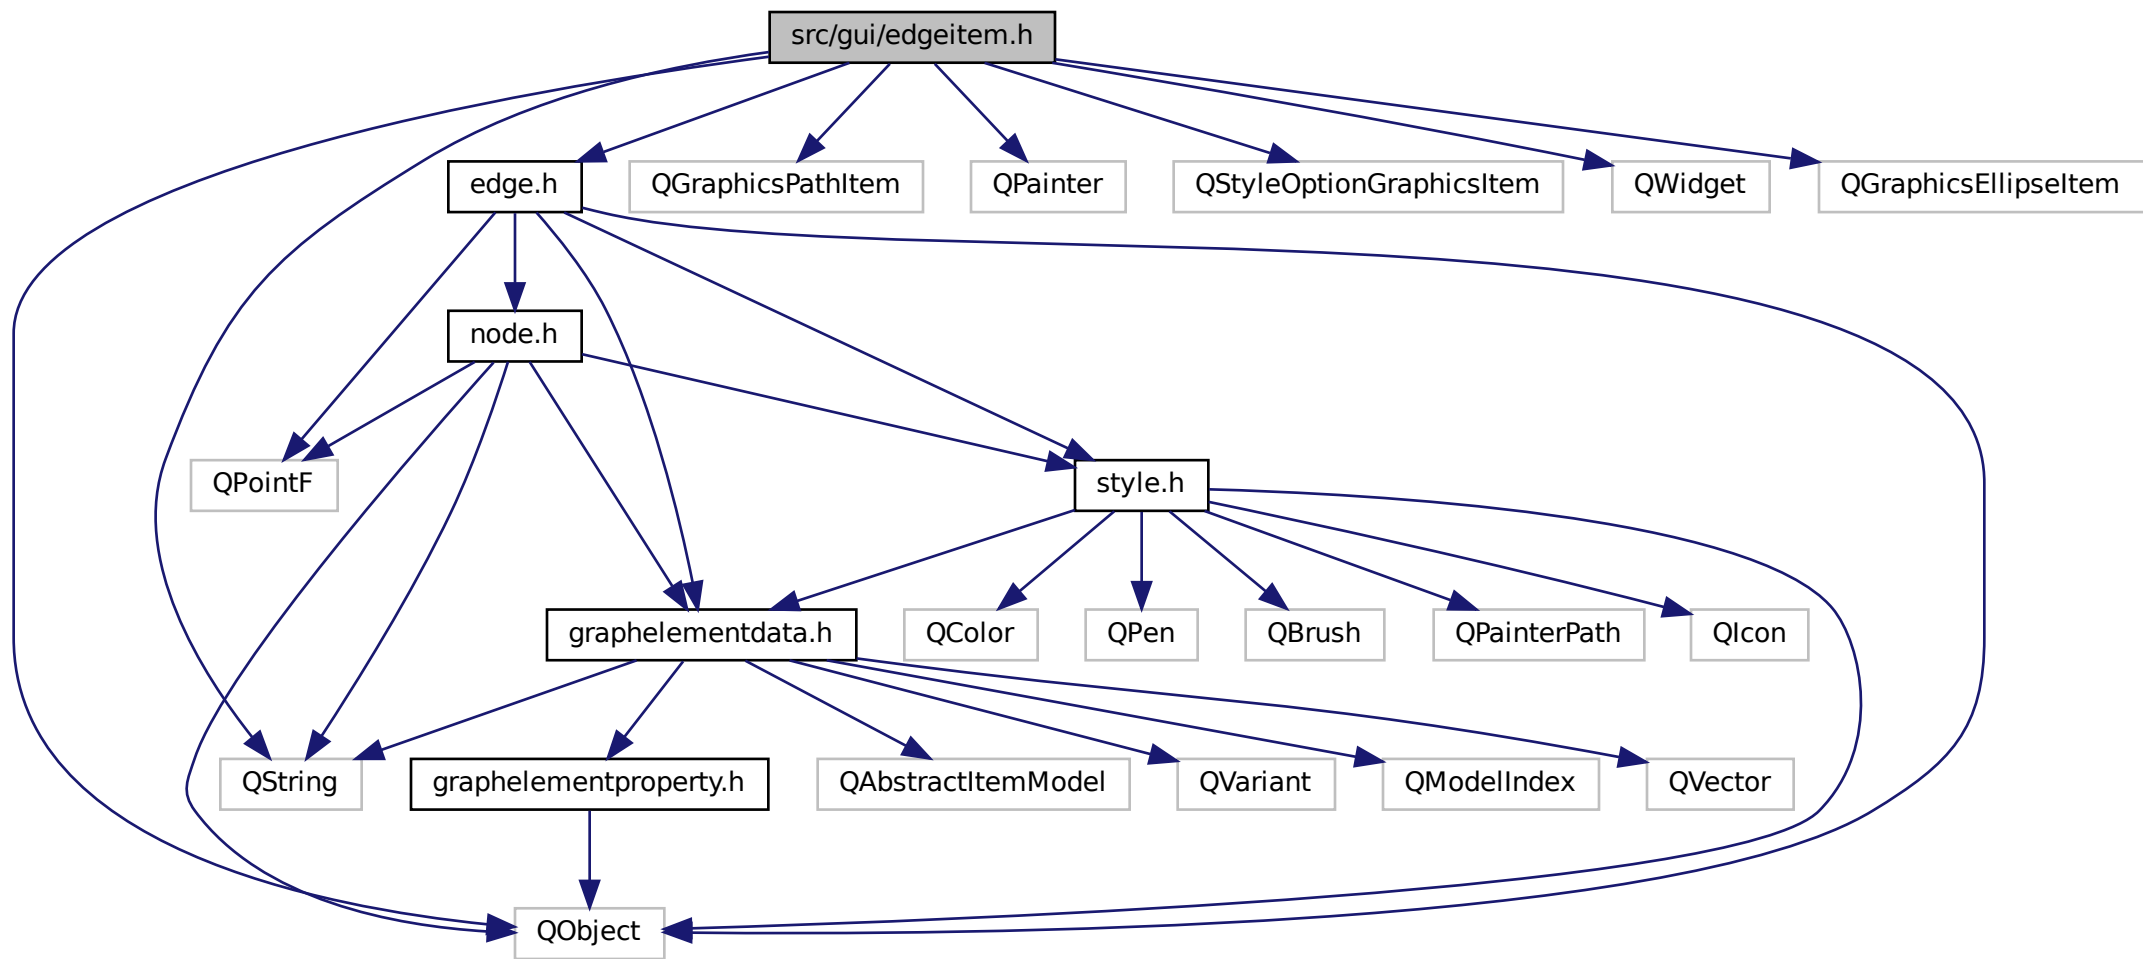 src/gui/edgeitem.h
edge.h
QGraphicsPathItem
QPainter
QStyleOptionGraphicsItem
QWidget
QGraphicsEllipseItem
node.h
QPointF
style.h
graphelementdata.h
QColor
QPen
QBrush
QPainterPath
QIcon
QString
graphelementproperty.h
QAbstractItemModel
QVariant
QModelIndex
QVector
QObject